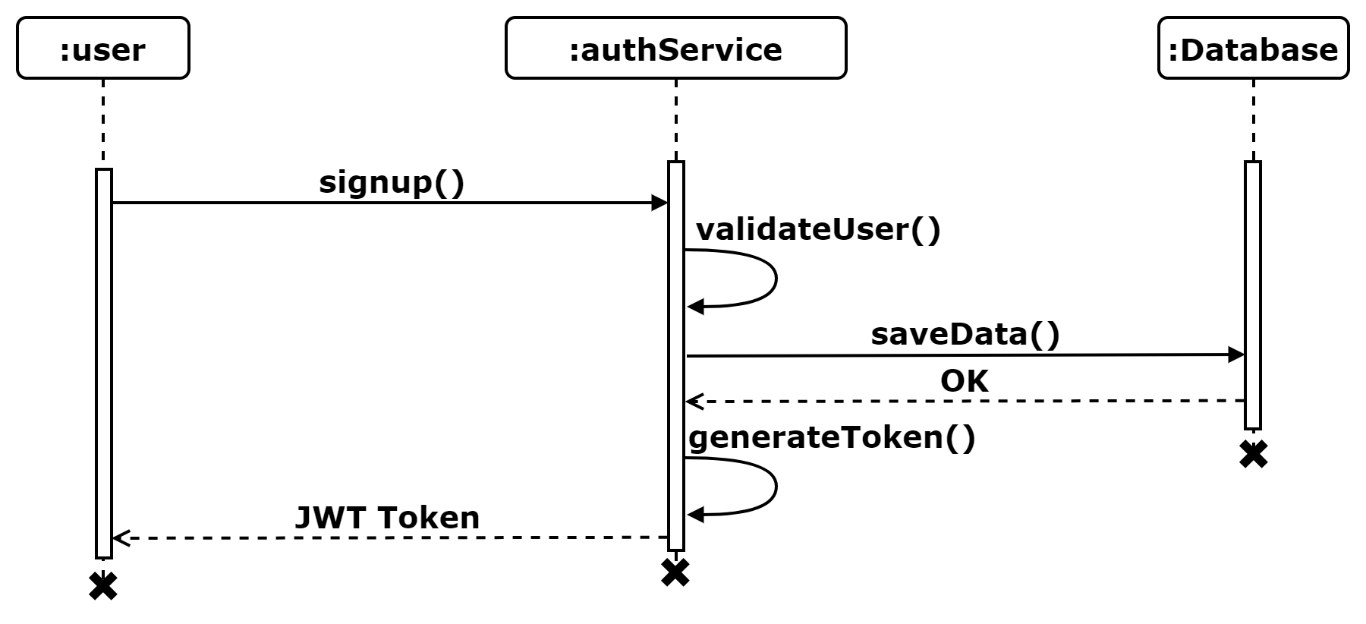 :user
:authService
:Database
signup()
validateUser()
saveData()
OK
generateToken()
JWT Token